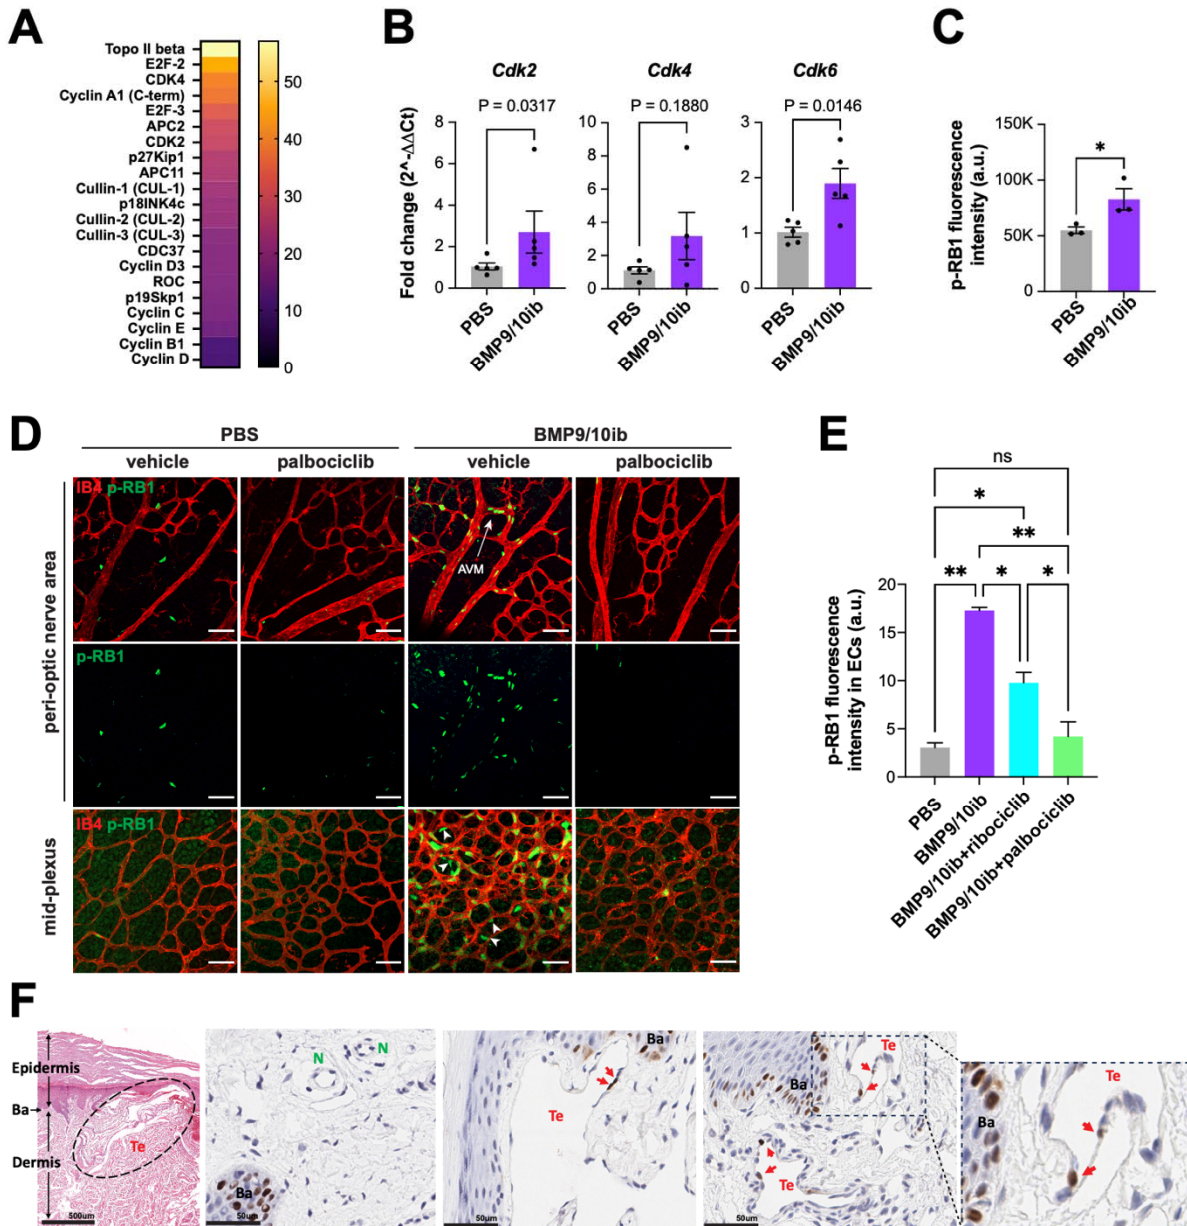 A
Topo II beta
E2F-2
CDK4
Cyclin A1 (C-term)
E2F-3
APC2
CDK2
p27Kip1
APC11
Cullin-1 (CUL-1)
p18INK4c
Cullin-2 (CUL-2)
Cullin-3 (CUL-3)
CDC37
Cyclin D3
ROC
p19Skp1
Cyclin C
Cyclin E
Cyclin B1
Cyclin D
50
40
30
20
10
0
B
Cdk2
Cdk4
Cdk6
P = 0.0317
P = 0.1880
P = 0.0146
Fold change (2^-ΔΔCt)
8
6
4
2
0
10
8
6
4
2
0
3
2
1
0
PBS
BMP9/10ib
PBS
BMP9/10ib
PBS
BMP9/10ib
C
p-RB1 fluorescence
intensity (a.u.)
150K
100K
50K
0
*
PBS
BMP9/10ib
D
PBS
BMP9/10ib
vehicle
palbociclib
vehicle
palbociclib
peri-optic nerve area
IB4 p-RB1
AVM
p-RB1
mid-plexus
IB4 p-RB1
E
ns
*
**
** * *
p-RB1 fluorescence
intensity in ECs (a.u.)
20
15
10
5
0
PBS
BMP9/10ib
BMP9/10ib+ribociclib
BMP9/10ib+palbociclib
F
Epidermis
Ba
Dermis
Te
500um
N
N
Ba
50um
Ba
Te
50um
Te
Ba
Te
50um
Te
Ba